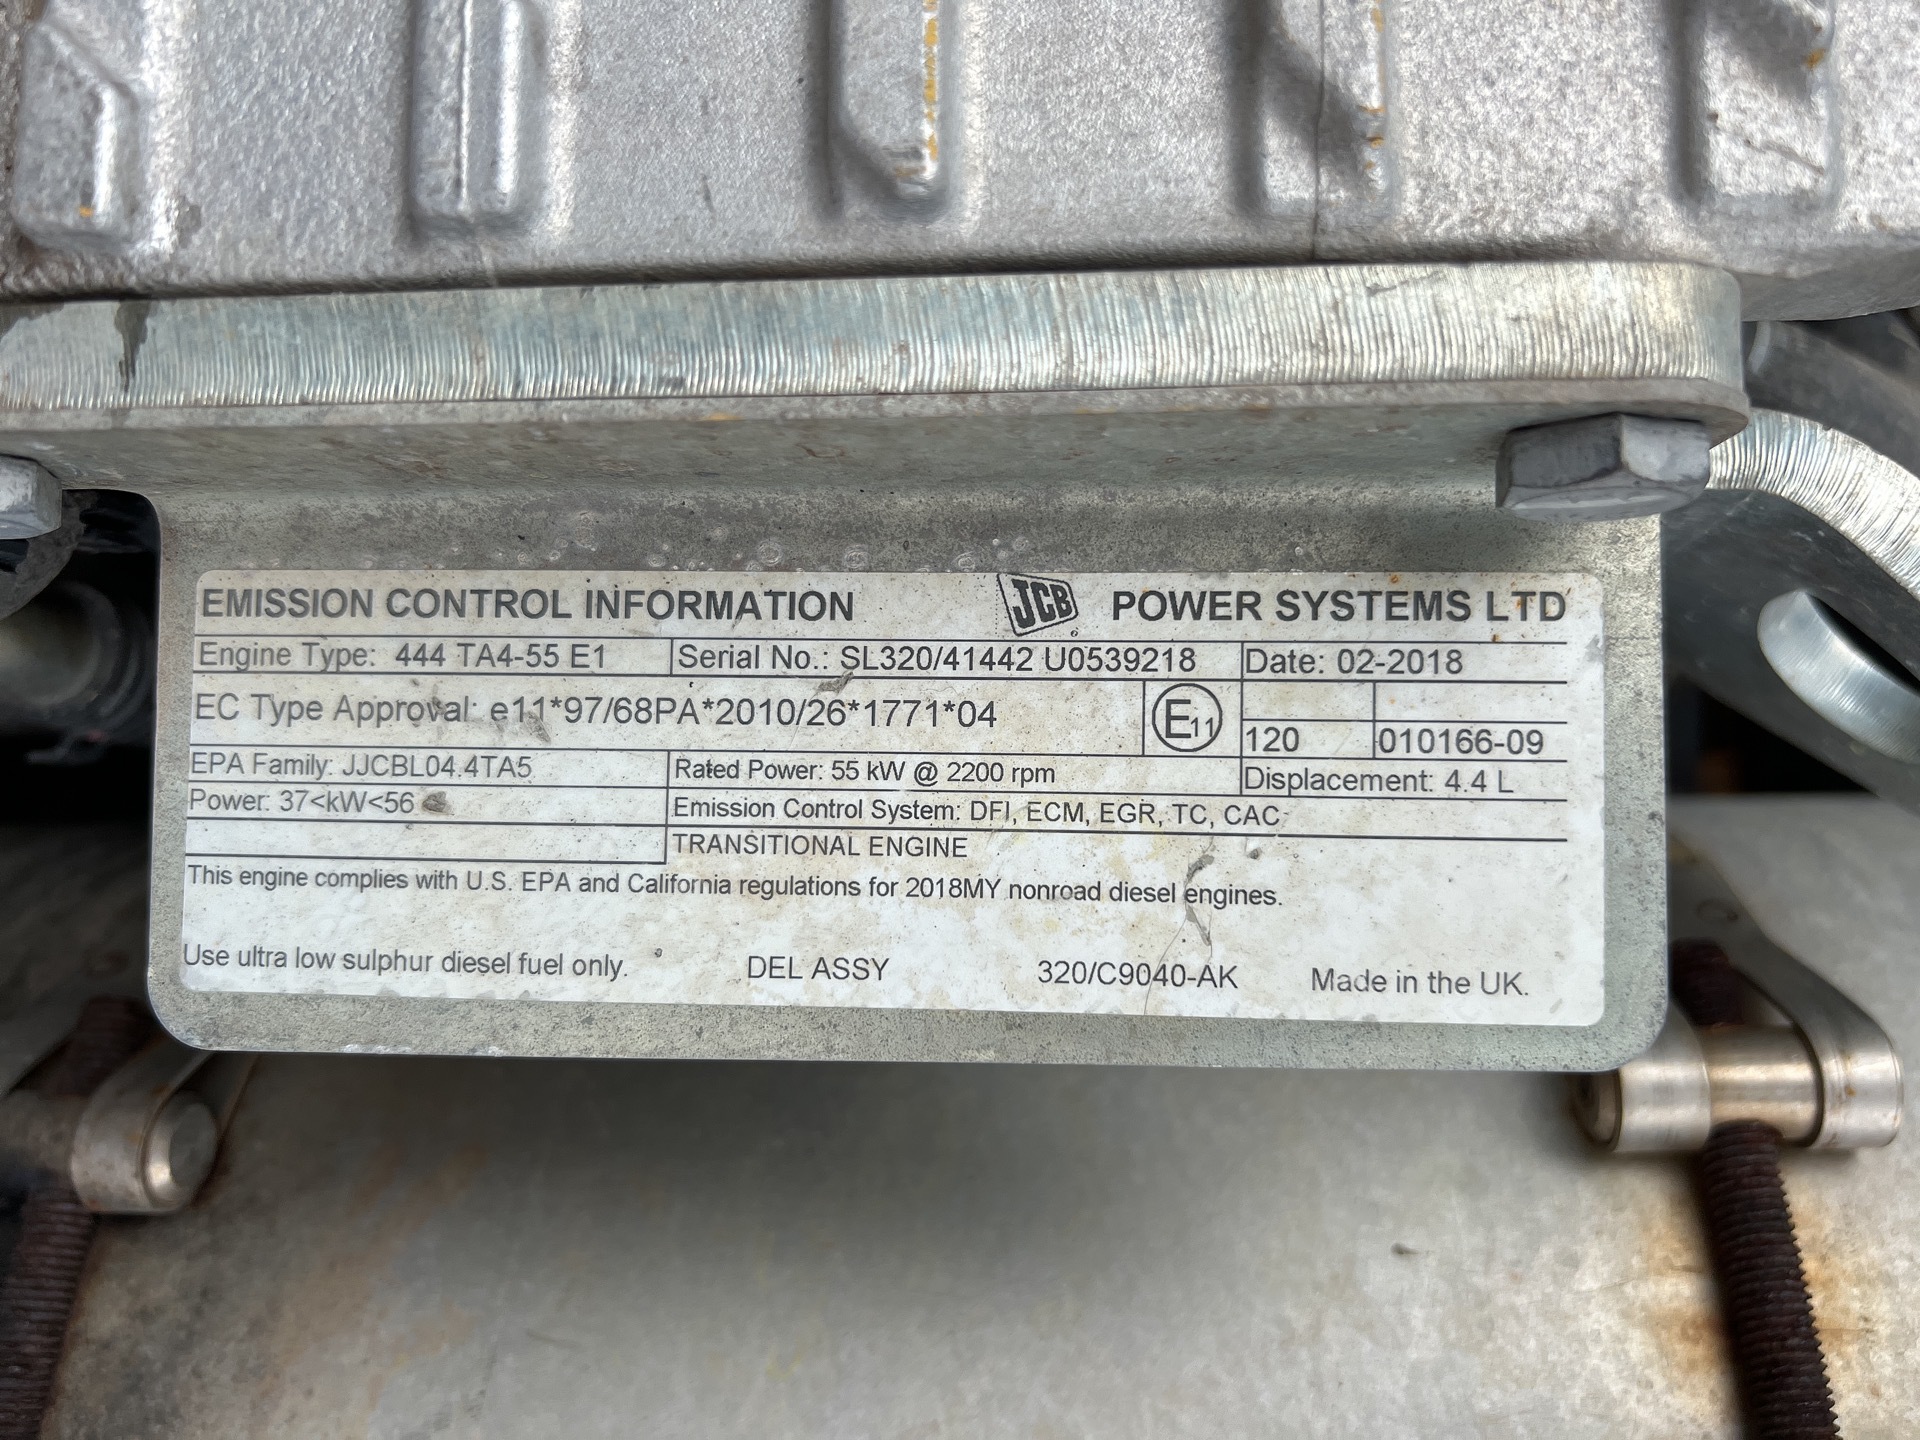 EMISSION CONTROL INFORMATION JCB POWER SYSTEMS LTD
Engine Type: 444 TA4-55 E1 Serial No.: SL320/41442 U0539218 Date: 02-2018
EC Type Approval: e11*97/68PA*2010/26*1771*04 E11
120 010166-09
EPA Family: JJCBL04.4TA5 Rated Power: 55 kW @ 2200 rpm Displacement: 4.4 L
Power: 37<kW<56 Emission Control System: DFI, ECM, EGR, TC, CAC
TRANSITIONAL ENGINE
This engine complies with U.S. EPA and California regulations for 2018MY nonroad diesel engines.
Use ultra low sulphur diesel fuel only. DEL ASSY 320/C9040-AK Made in the UK.